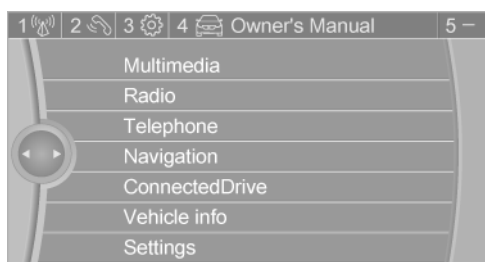 1 2 3 4 Owner's Manual 5 –
Multimedia
Radio
Telephone
Navigation
ConnectedDrive
Vehicle info
Settings